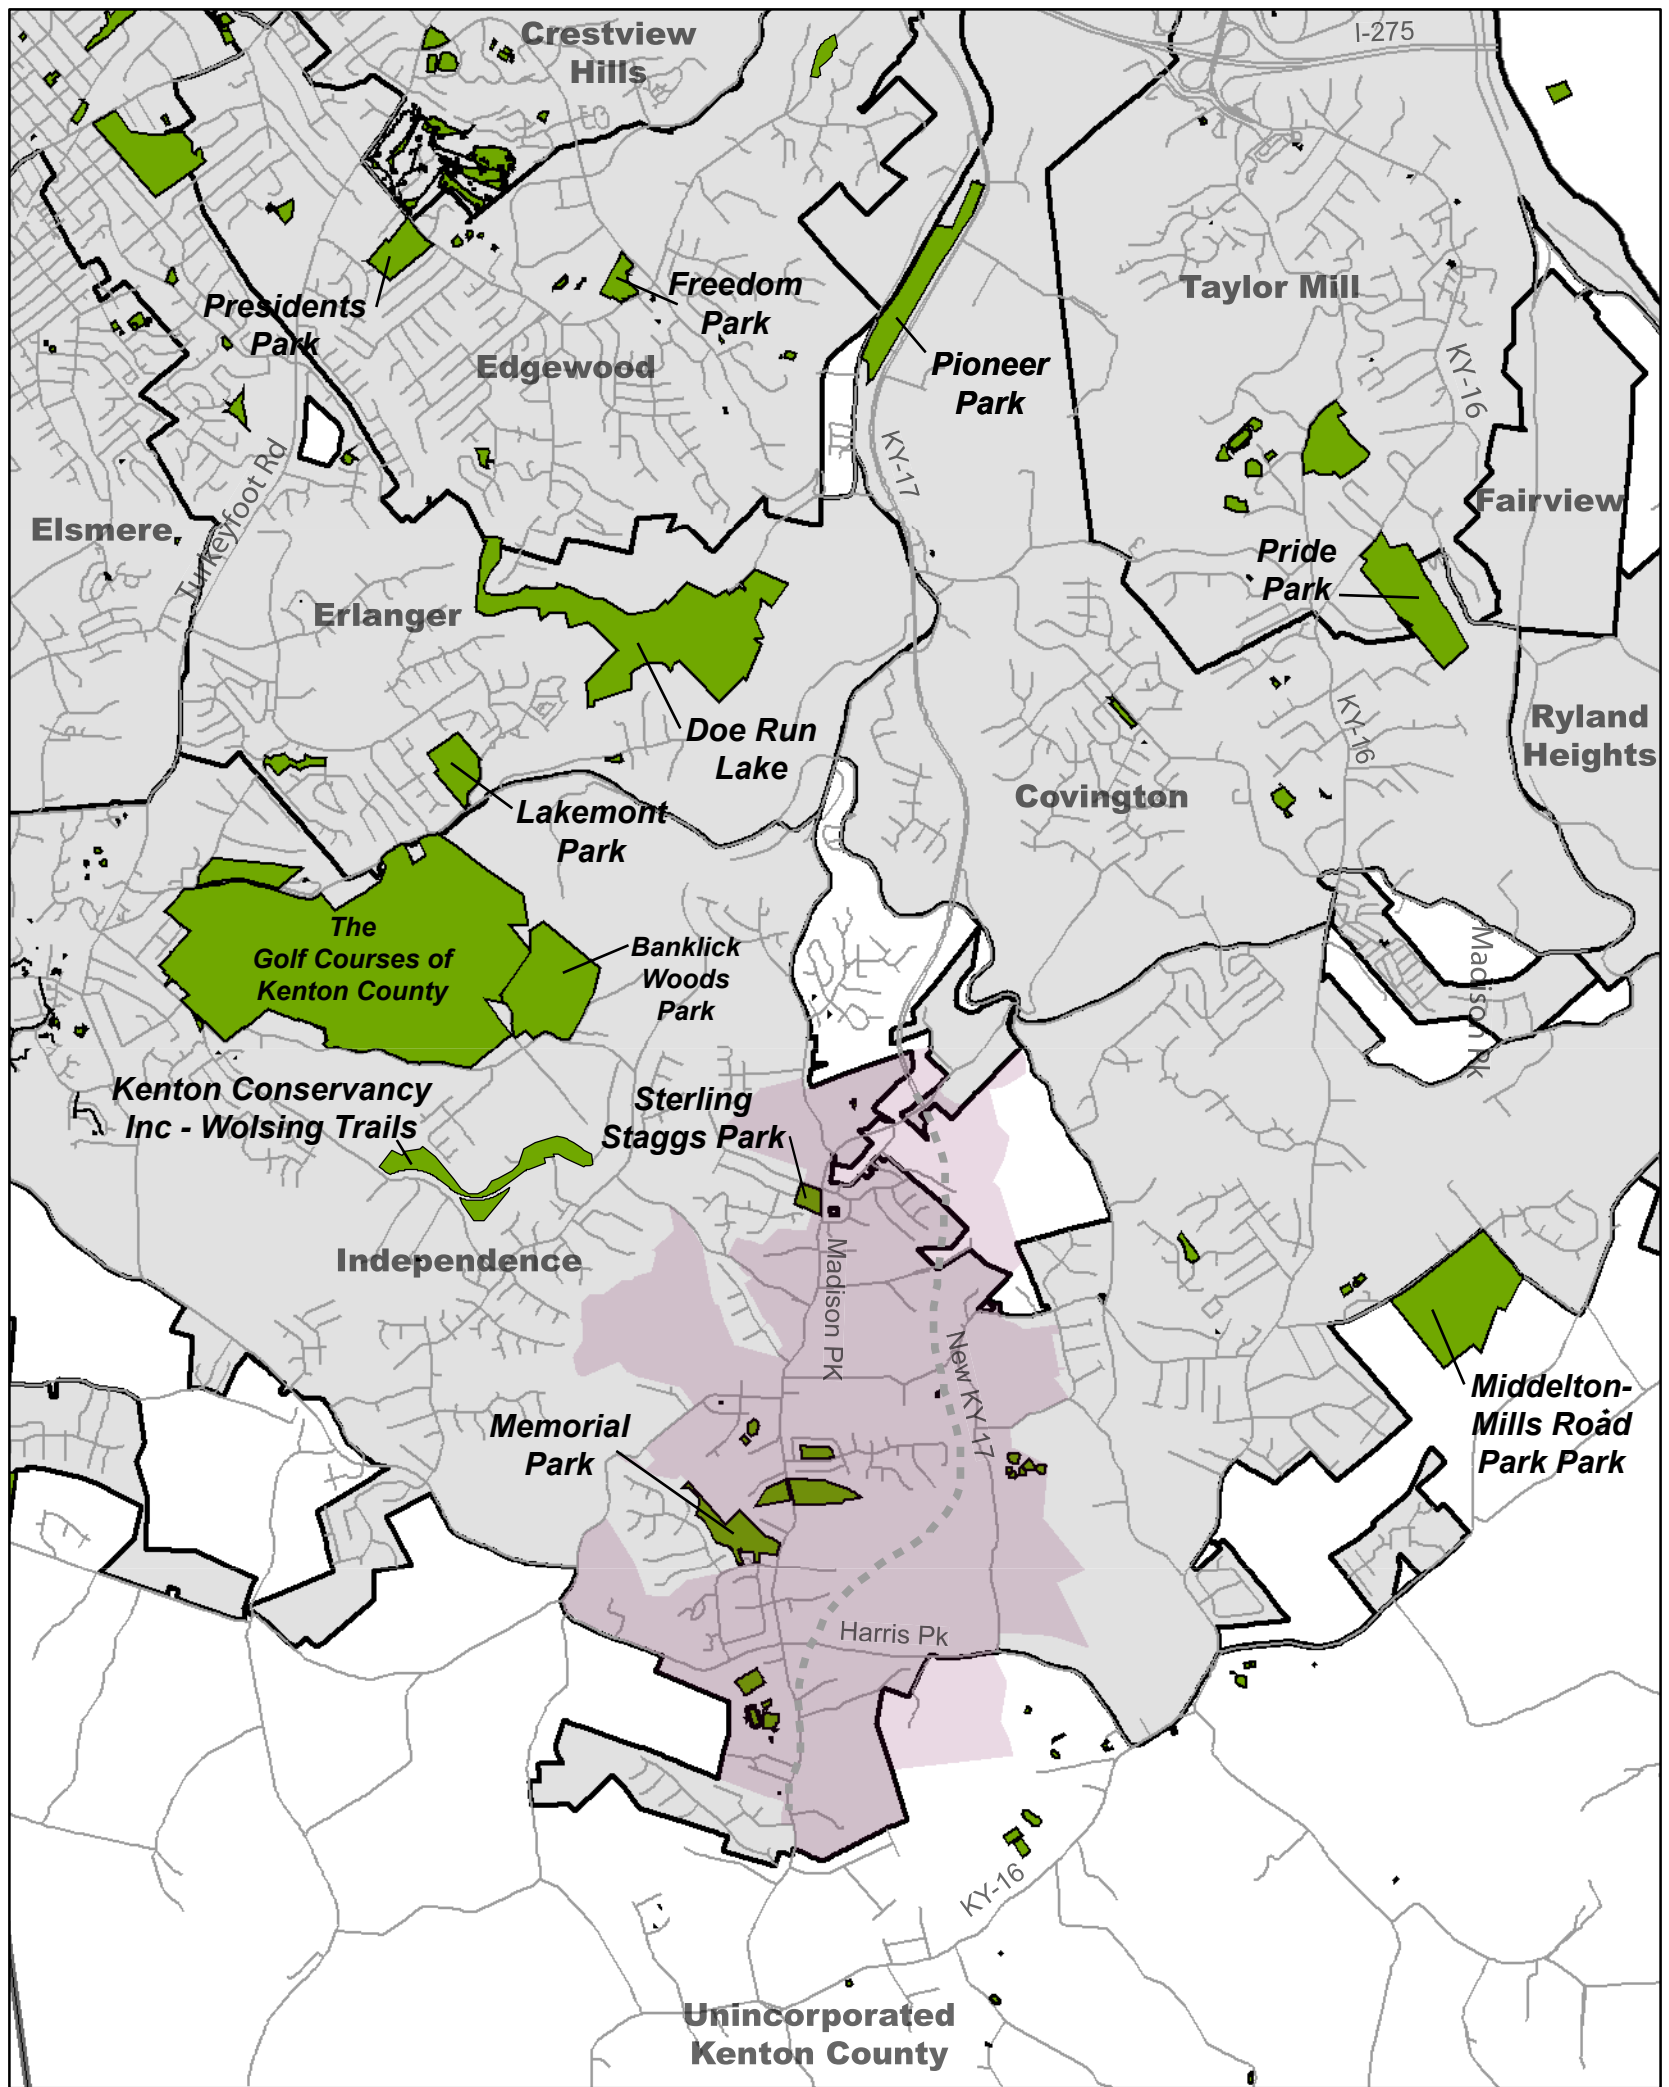 Crestview
Hills
I-275
Presidents
Park
Freedom
Park
Edgewood
Pioneer
Park
Taylor Mill
KY-16
KY-17
Turkeyfoot Rd
Elsmere
Fairview
Pride
Park
Erlanger
Doe Run
Lake
Ryland
Heights
KY-16
Covington
Lakemont
Park
The
Golf Courses of
Kenton County
Banklick
Woods
Park
Madison Pk
Kenton Conservancy
Inc - Wolsing Trails
Sterling
Staggs Park
Independence
Madison PK
New KY 17
Memorial
Park
Middelton-
Mills Road
Park Park
Harris Pk
KY-16
Unincorporated
Kenton County